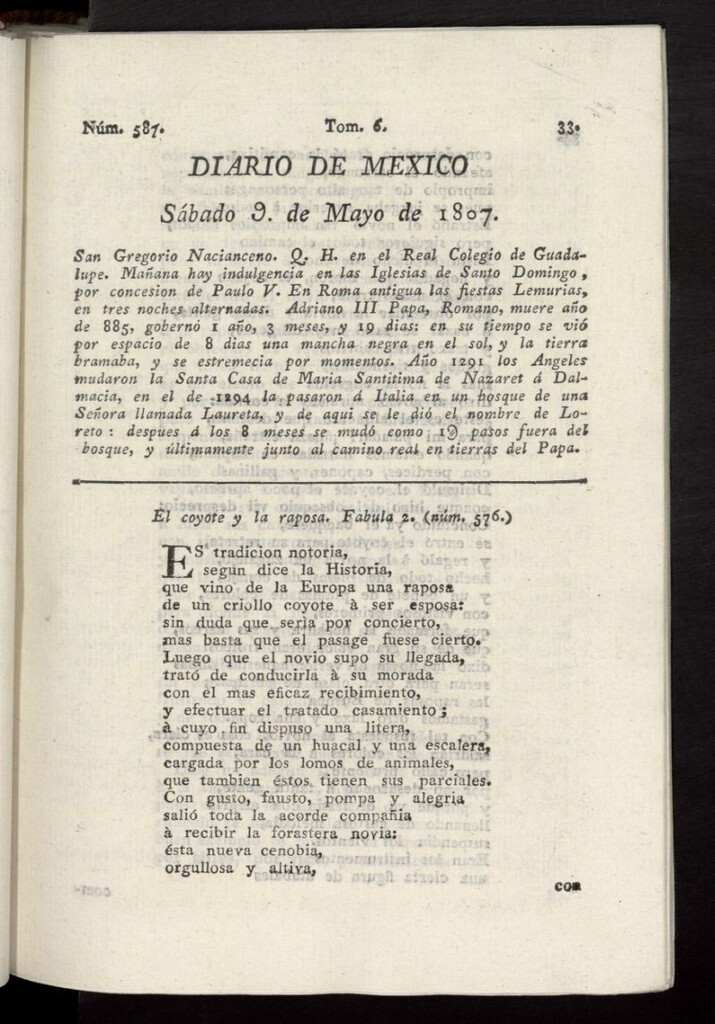 Núm. 587. Tom. 6. 33.
DIARIO DE MEXICO
Sábado 9. de Mayo de 1807.
San Gregorio Nacianceno. Q. H. en el Real Colegio de Guada-
lupe. Mañana hay indulgencia en las Iglesias de Santo Domingo,
por concesion de Paulo V. En Roma antigua las fiestas Lemurias,
en tres noches alternadas. Adriano III Papa, Romano, muere año
de 885, gobernó 1 año, 3 meses, y 19 dias: en su tiempo se vió
por espacio de 8 dias una mancha negra en el sol, y la tierra
bramaba, y se estremecia por momentos. Año 1291 los Angeles
mudaron la Santa Casa de Maria Santitima de Nazaret á Dal-
macia, en el de 1294 la pasaron á Italia en un bosque de una
Señora llamada Laureta, y de aqui se le dió el nombre de Lo-
reto: despues á los 8 meses se mudó como 19 pasos fuera del
bosque, y últimamente junto al camino real en tierras del Papa.
El coyote y la raposa. Fabula 2. (núm. 576.)
ES tradicion notoria,
segun dice la Historia,
que vino de la Europa una raposa
de un criollo coyote à ser esposa:
sin duda que seria por concierto,
mas basta que el pasage fuese cierto.
Luego que el novio supo su llegada,
trató de conducirla à su morada
con el mas eficaz recibimiento,
y efectuar el tratado casamiento;
à cuyo fin dispuso una litera,
compuesta de un huacal y una escalera,
cargada por los lomos de animales,
que tambien éstos tienen sus parciales.
Con gusto, fausto, pompa y alegria
salió toda la acorde compañia
à recibir la forastera novia:
ésta nueva cenobia,
orgullosa y altiva,
con